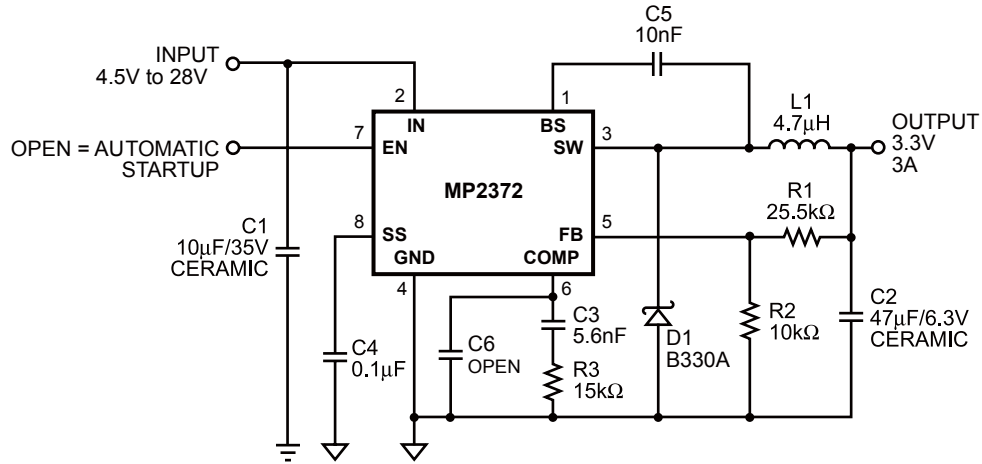 INPUT
4.5V to 28V
OPEN = AUTOMATIC
STARTUP
2
IN
7
EN
8
SS
GND
4
1
BS
3
SW
MP2372
5
FB
COMP
6
C5
10nF
L1
4.7μH
OUTPUT
3.3V
3A
R1
25.5kΩ
C1
10μF/35V
CERAMIC
C4
0.1μF
C6
OPEN
C3
5.6nF
R3
15kΩ
D1
B330A
R2
10kΩ
C2
47μF/6.3V
CERAMIC